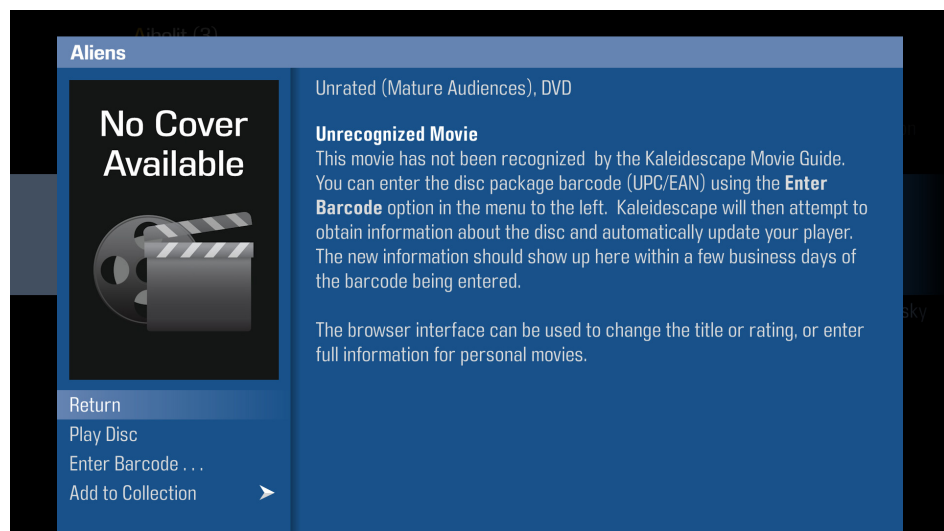 Aibolit (3)
Aliens
No Cover
Available
Unrated (Mature Audiences), DVD
Unrecognized Movie
This movie has not been recognized by the Kaleidescape Movie Guide.
You can enter the disc package barcode (UPC/EAN) using the Enter
Barcode option in the menu to the left. Kaleidescape will then attempt to
obtain information about the disc and automatically update your player.
The new information should show up here within a few business days of
the barcode being entered.
The browser interface can be used to change the title or rating, or enter
full information for personal movies.
Return
Play Disc
Enter Barcode . . .
Add to Collection